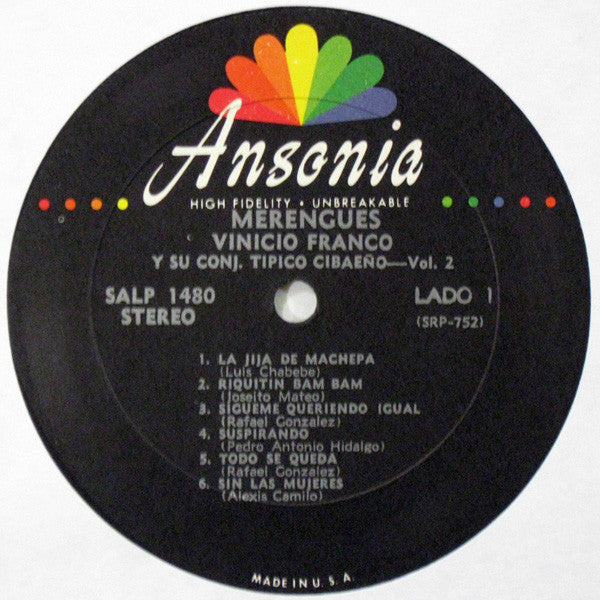 Ansonia
HIGH FIDELITY • UNBREAKABLE
MERENGUES
VINICIO FRANCO
Y SU CONJ. TIPICO CIBAEÑO—Vol. 2
SALP 1480
STEREO
LADO 1
(SRP-752)
1. LA JIJA DE MACHEPA
(Luis Chabebe)
2. RIQUITIN BAM BAM
(Joseito Mateo)
3. SIGUEME QUERIENDO IGUAL
(Rafael Gonzalez)
4. SUSPIRANDO
(Pedro Antonio Hidalgo)
5. TODO SE QUEDA
(Rafael Gonzalez)
6. SIN LAS MUJERES
(Alexis Camilo)
MADE IN U. S. A.